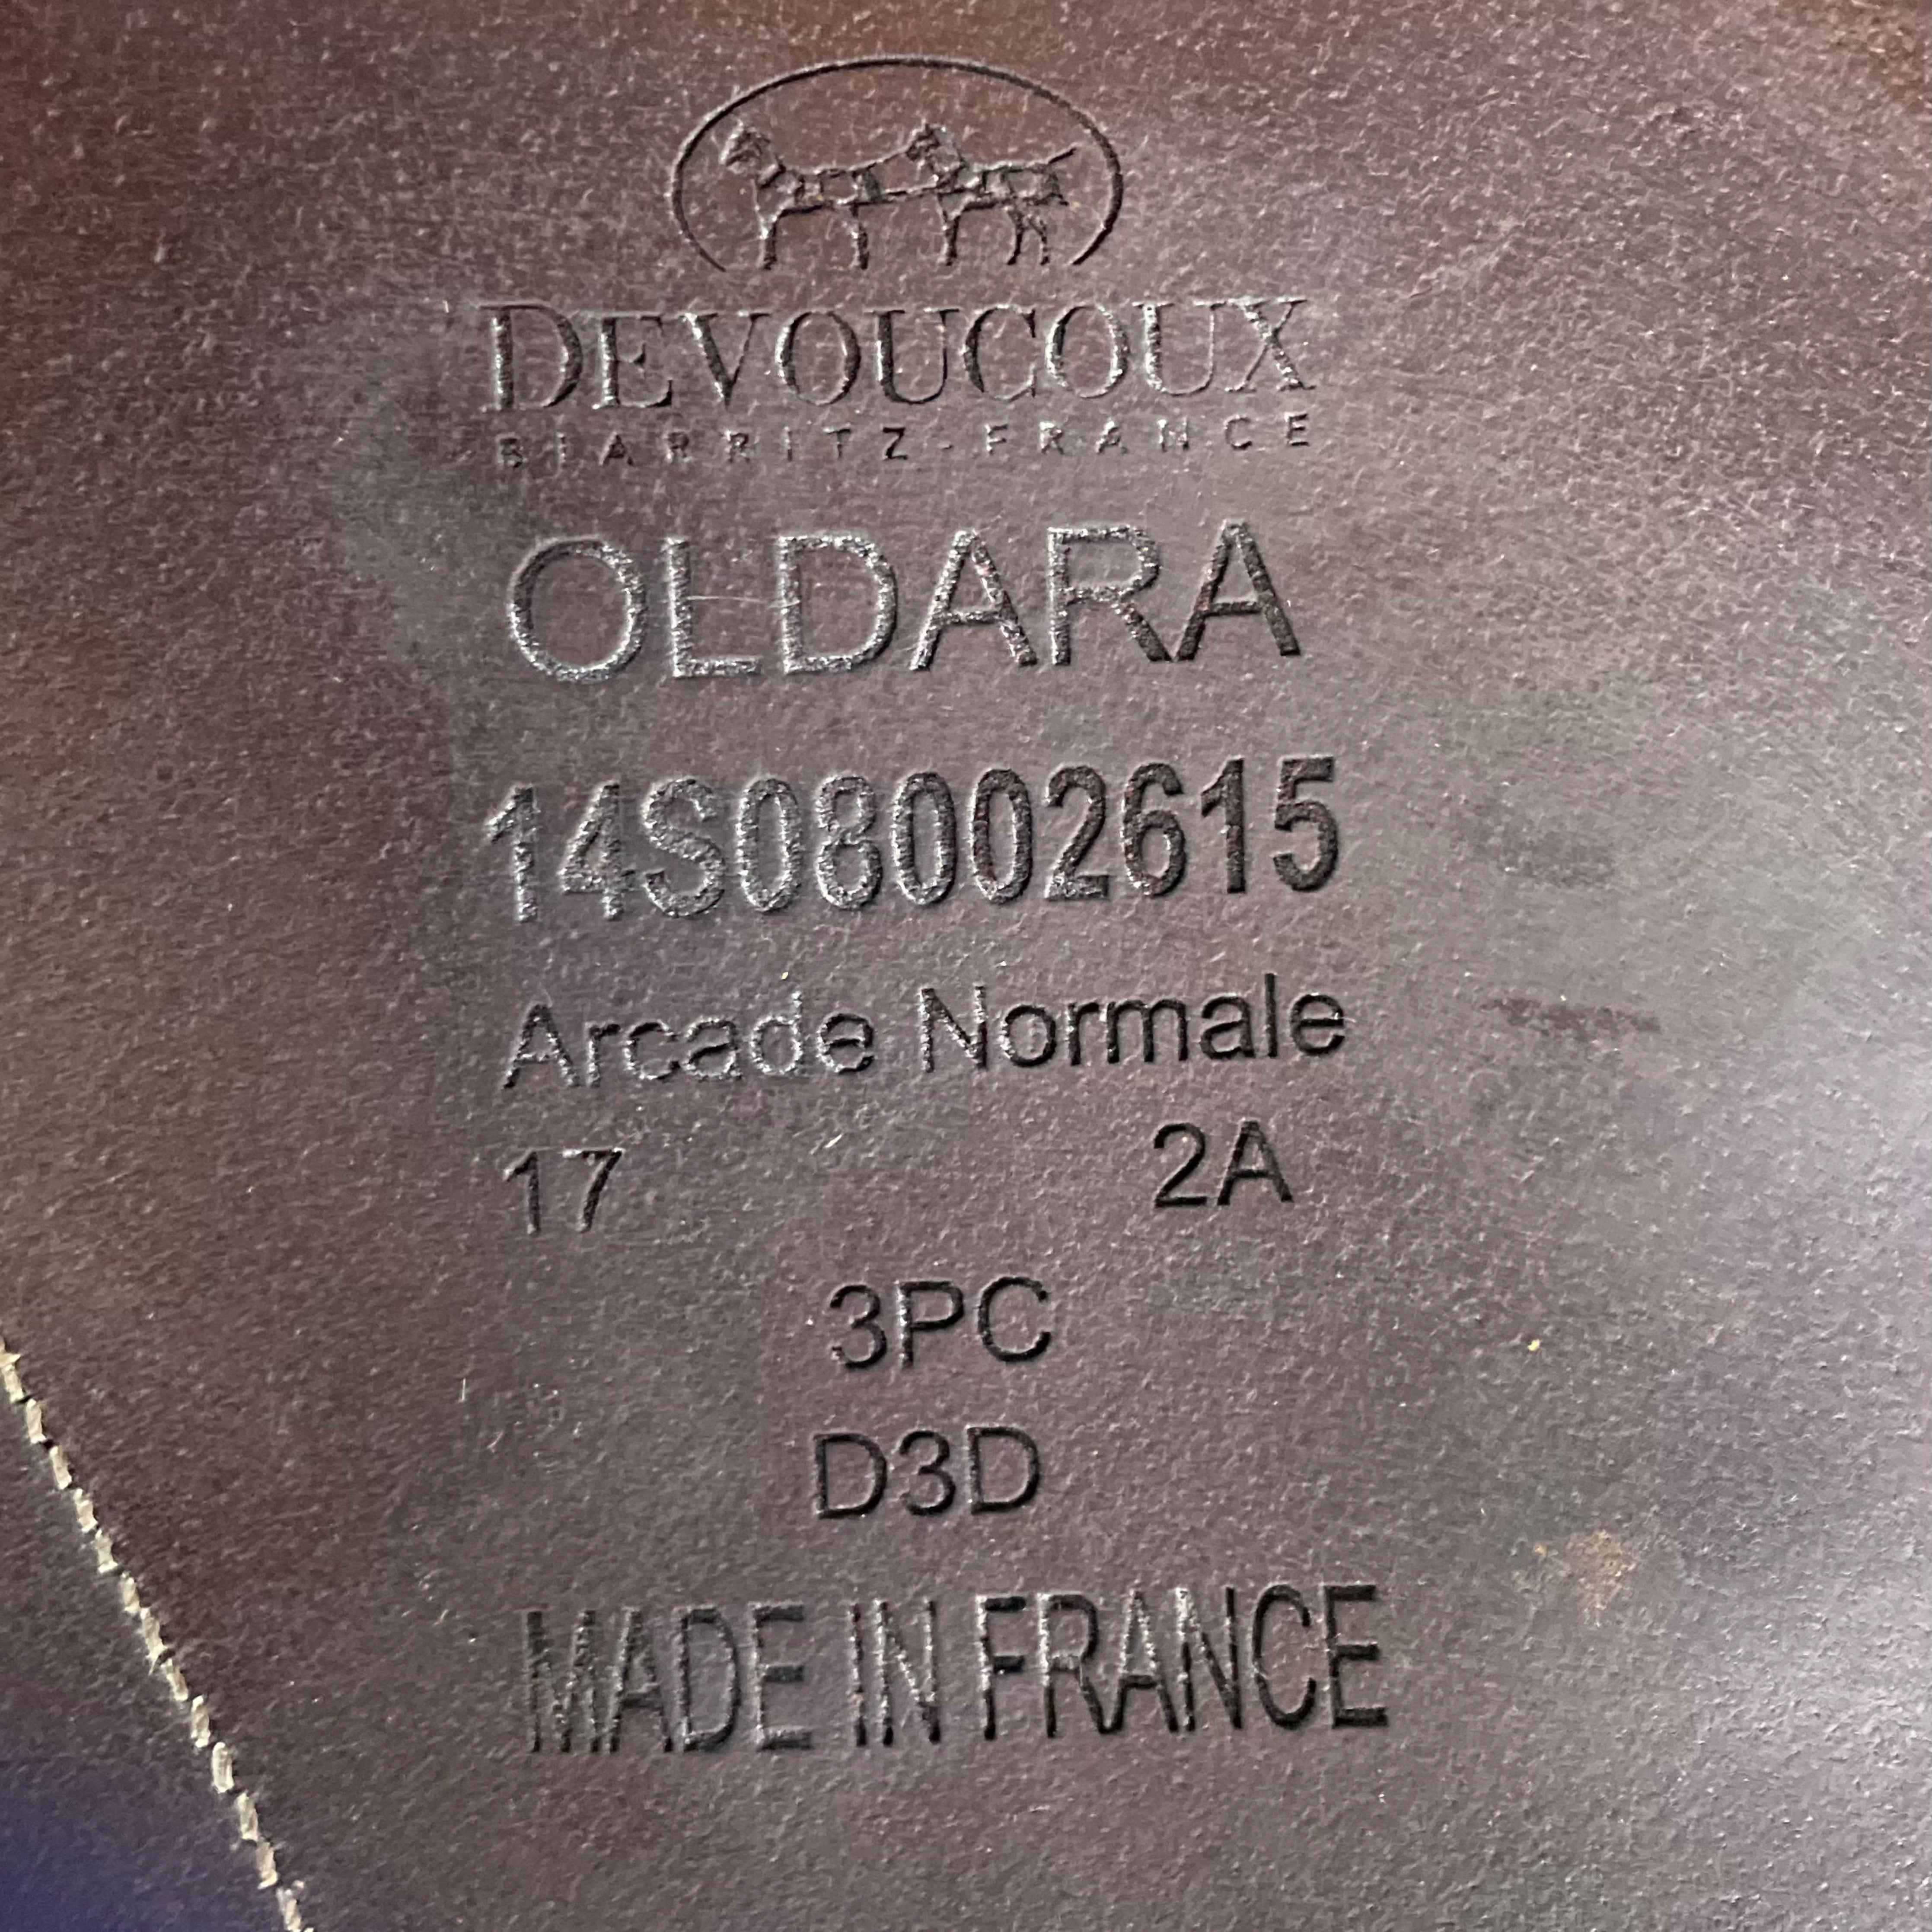 DEVOUCOUX
BIARRITZ-FRANCE
OLDARA
14S08002615
Arcade Normale
17 2A
3PC
D3D
MADE IN FRANCE